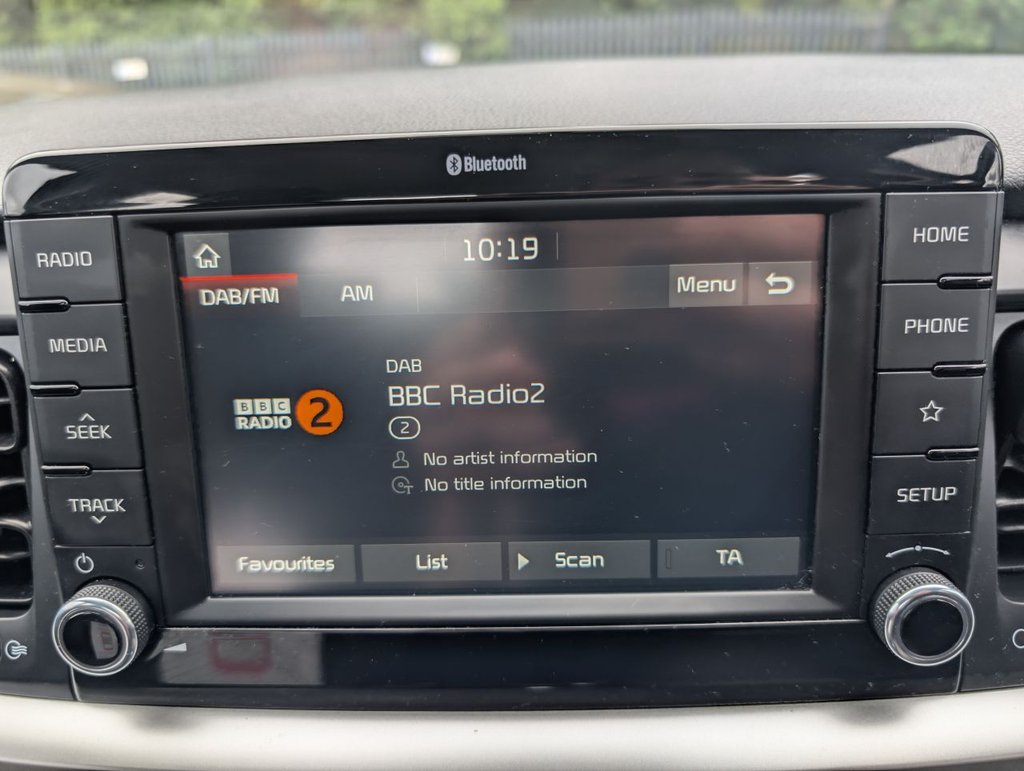 Bluetooth
RADIO
MEDIA
SEEK
TRACK
10:19
DAB/FM
AM
Menu
DAB
BBC Radio2
2
BBC
RADIO 2
No artist information
No title information
Favourites
List
Scan
TA
HOME
PHONE
SETUP